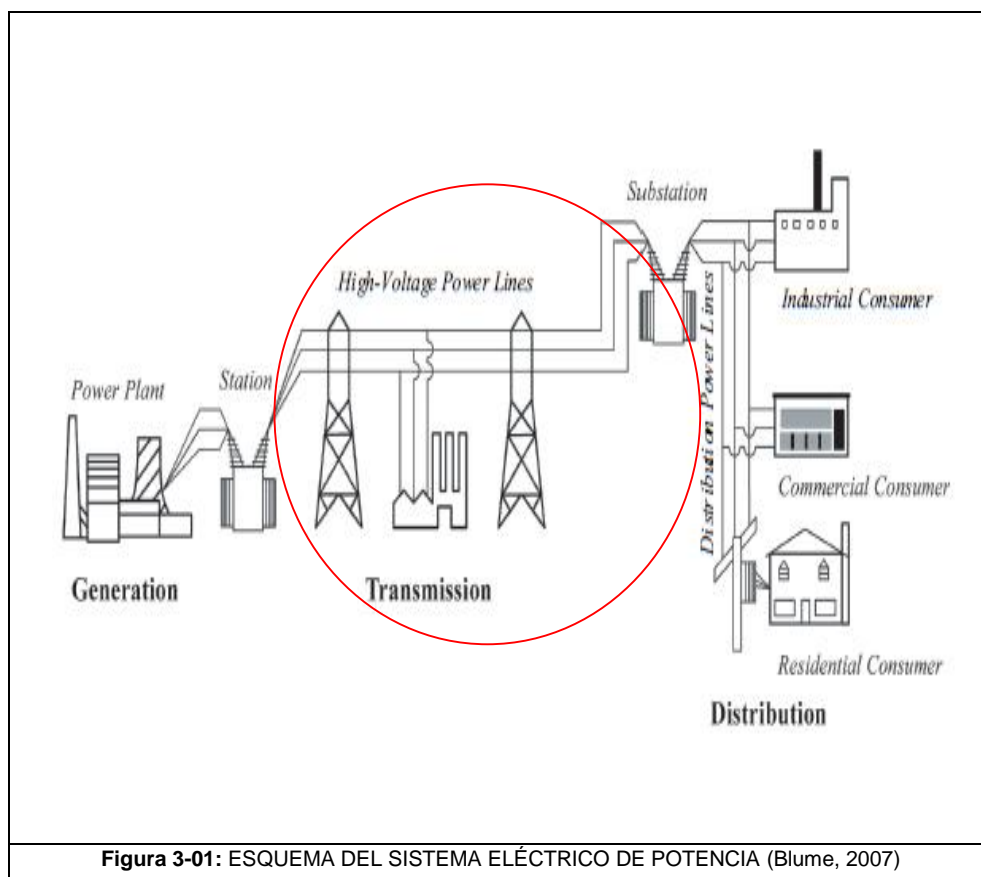 Substation
High-Voltage Power Lines
Industrial Consumer
Power Plant
Station
Distribution Power Lines
Commercial Consumer
Generation
Transmission
Residential Consumer
Distribution
Figura 3-01: ESQUEMA DEL SISTEMA ELÉCTRICO DE POTENCIA (Blume, 2007)